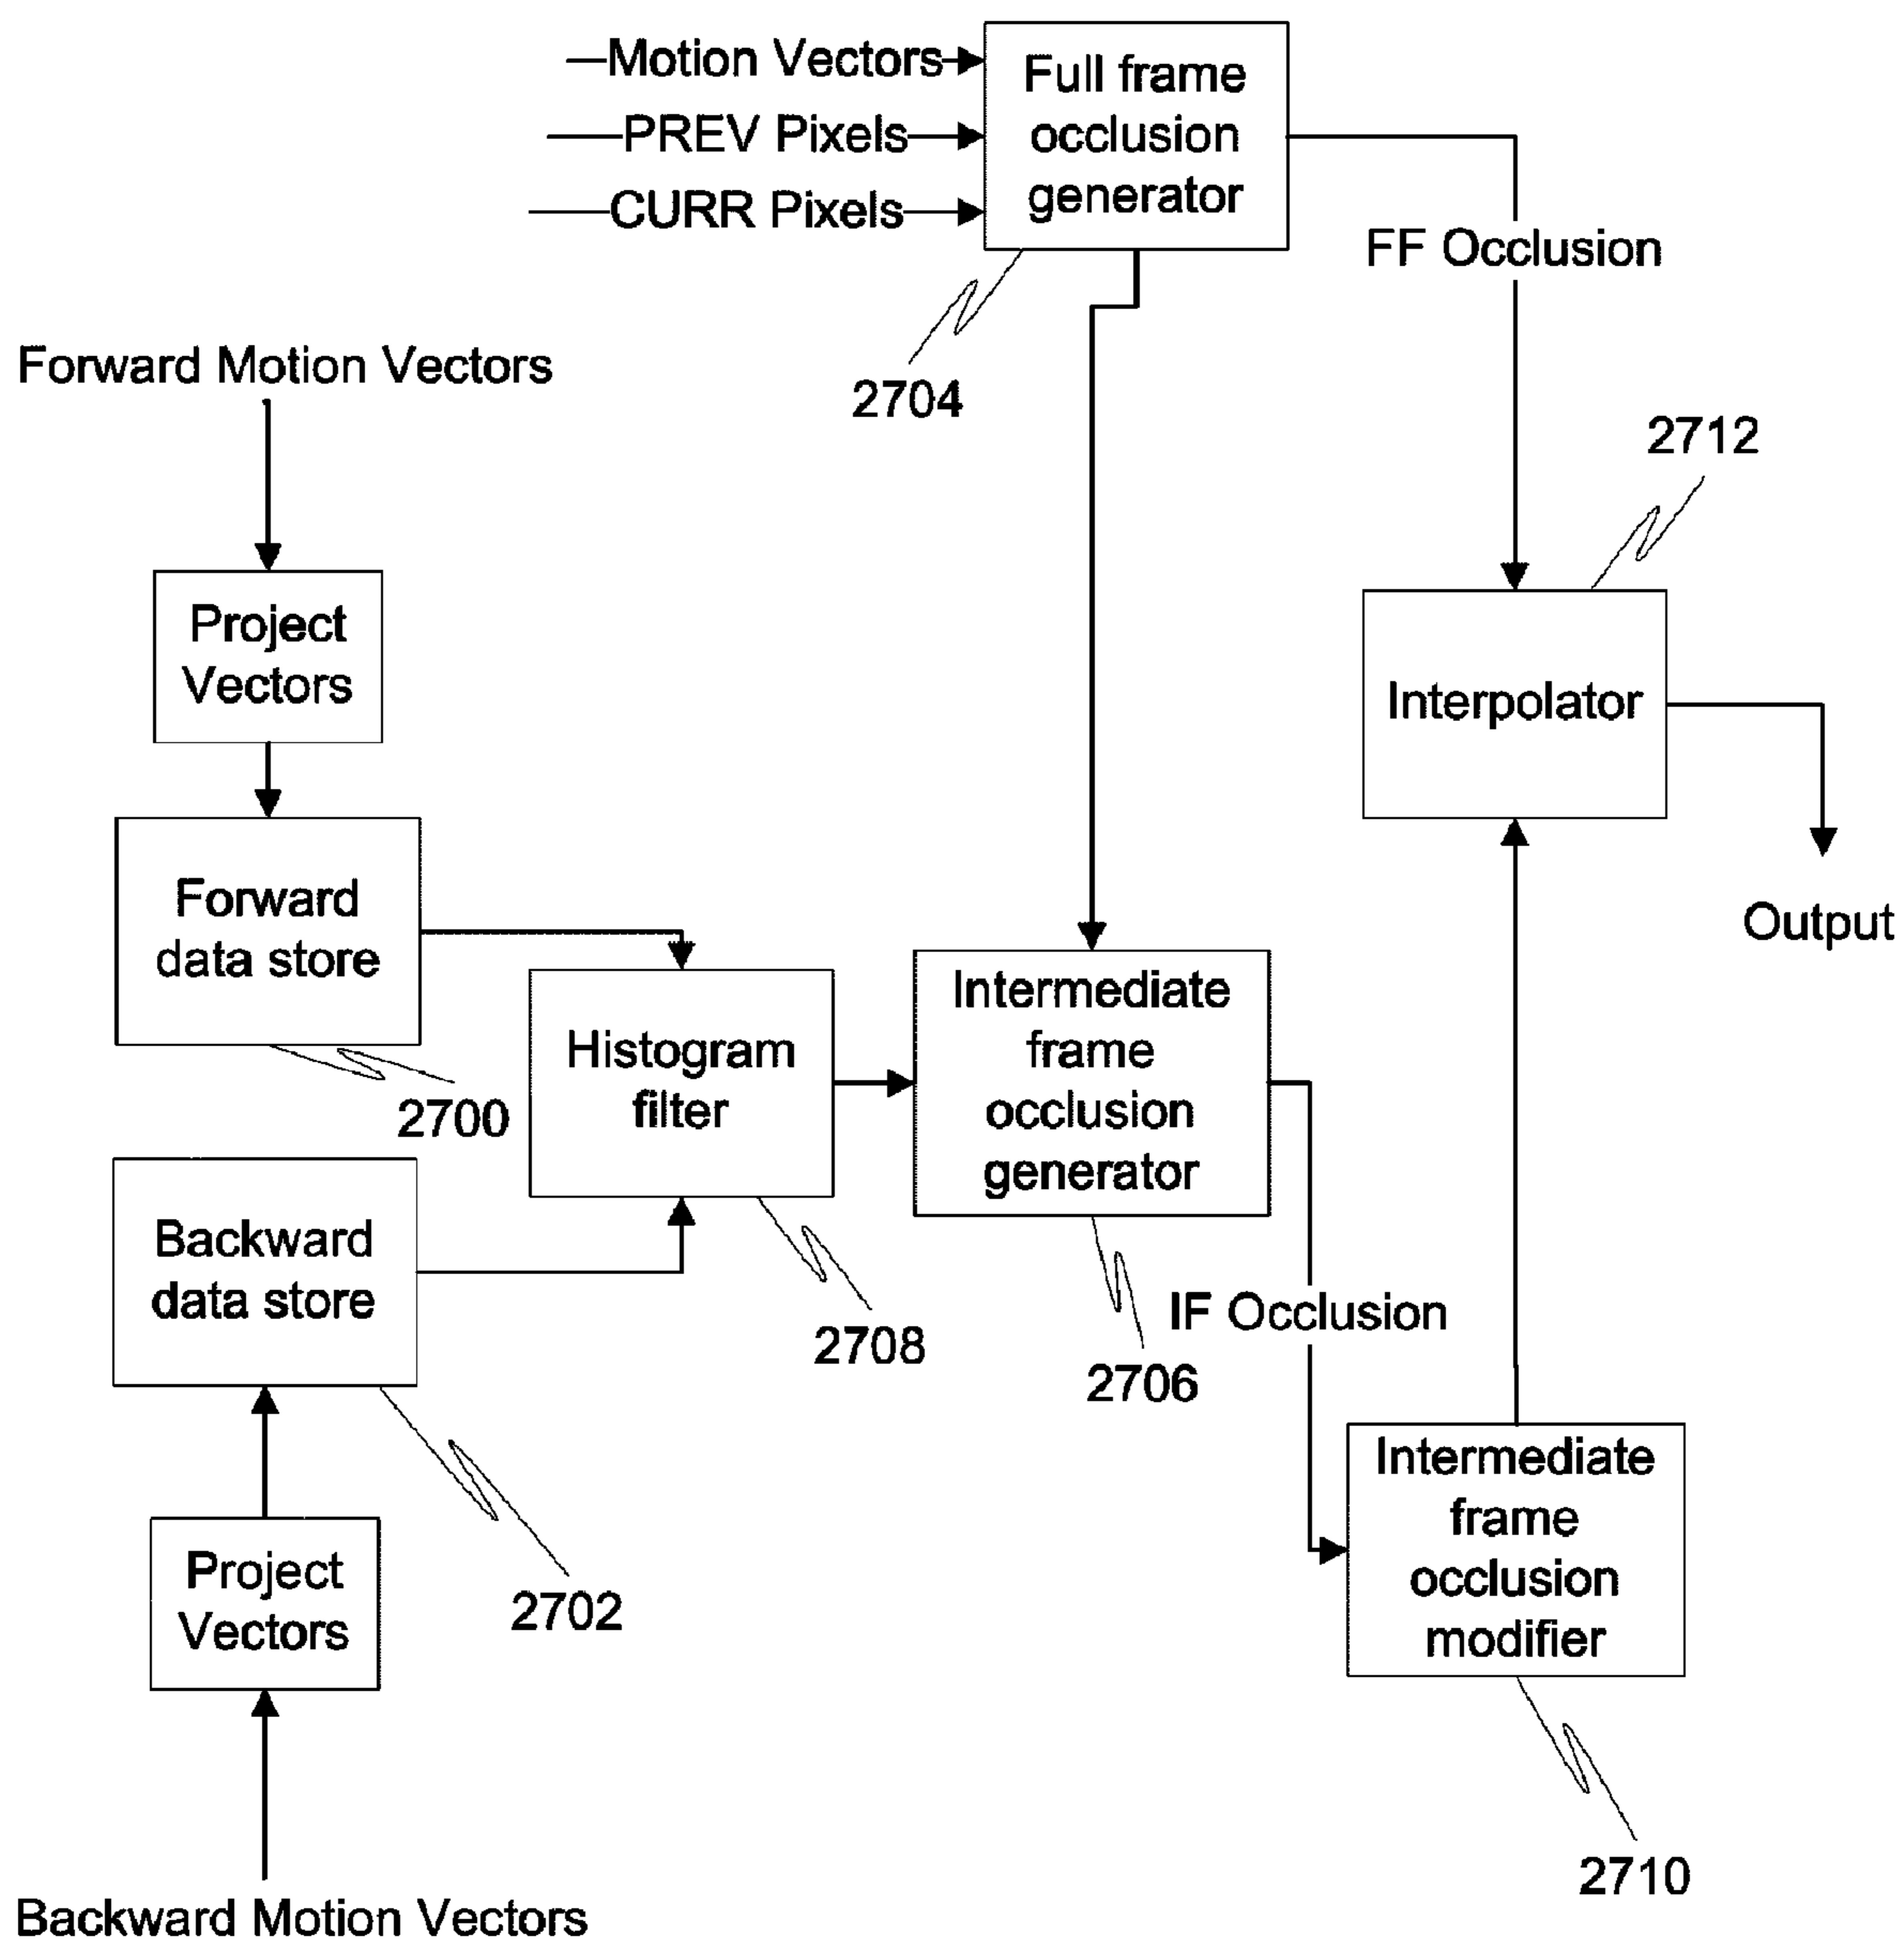 Motion Vectors
PREV Pixels
CURR Pixels
Full frame
occlusion
generator
FF Occlusion
2704
Forward Motion Vectors
2712
Project
Vectors
Interpolator
Forward
data store
Output
2700
Histogram
filter
Intermediate
frame
occlusion
generator
Backward
data store
2708
2706
IF Occlusion
2702
Intermediate
frame
occlusion
modifier
Project
Vectors
2710
Backward Motion Vectors